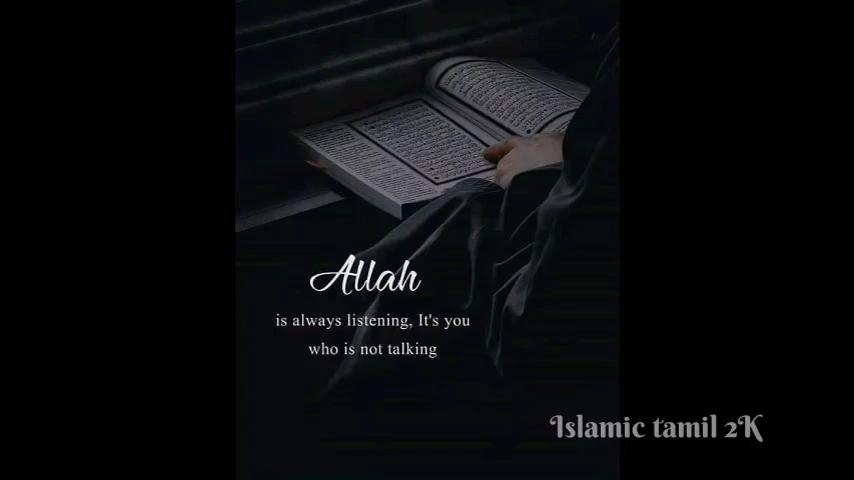 Allah
is always listening, It's you
who is not talking
Islamic tamil 2K